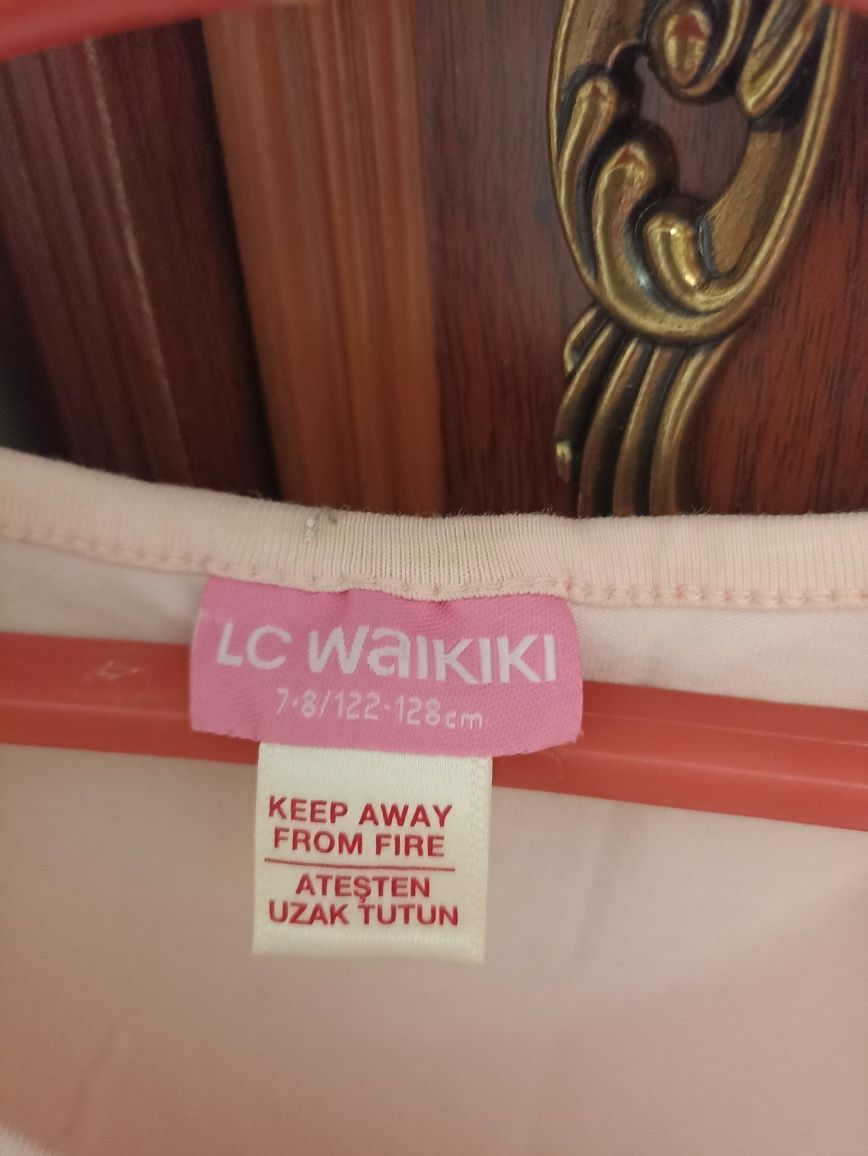 LC WaIKIKI
7-8/122-128cm
KEEP AWAY
FROM FIRE
ATEŞTEN
UZAK TUTUN